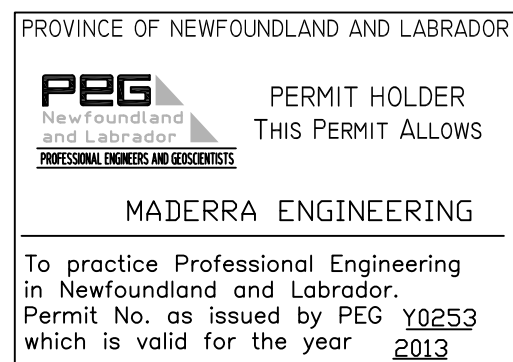 PROVINCE OF NEWFOUNDLAND AND LABRADOR
PEG
Newfoundland
and Labrador
PROFESSIONAL ENGINEERS AND GEOSCIENTISTS
PERMIT HOLDER
THIS PERMIT ALLOWS
MADERRA ENGINEERING
To practice Professional Engineering
in Newfoundland and Labrador.
Permit No. as issued by PEG Y0253
which is valid for the year 2013